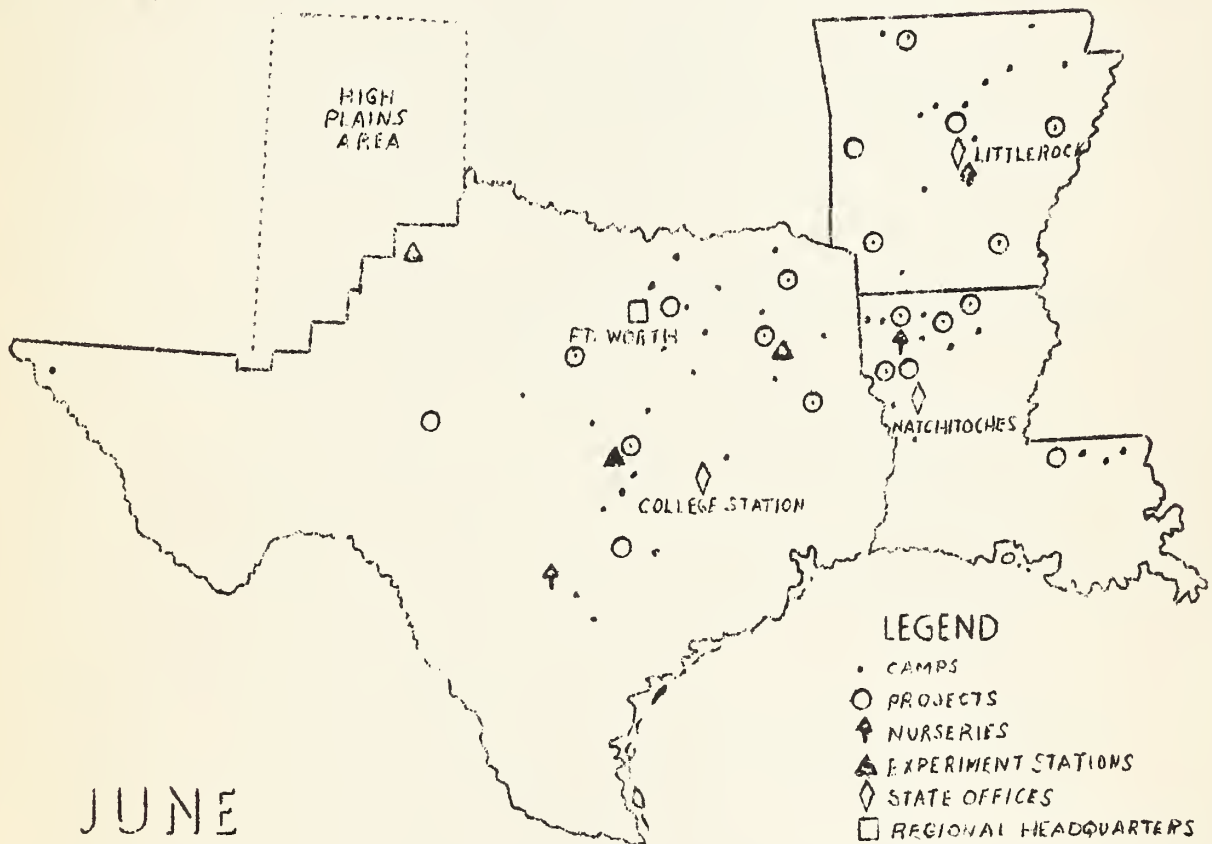 HIGH
PLAINS
AREA
LITTLEROCK
FT. WORTH
NATCHITOCHES
COLLEGE STATION
LEGEND
CAMPS
PROJECTS
NURSERIES
EXPERIMENT STATIONS
STATE OFFICES
REGIONAL HEADQUARTERS
JUNE